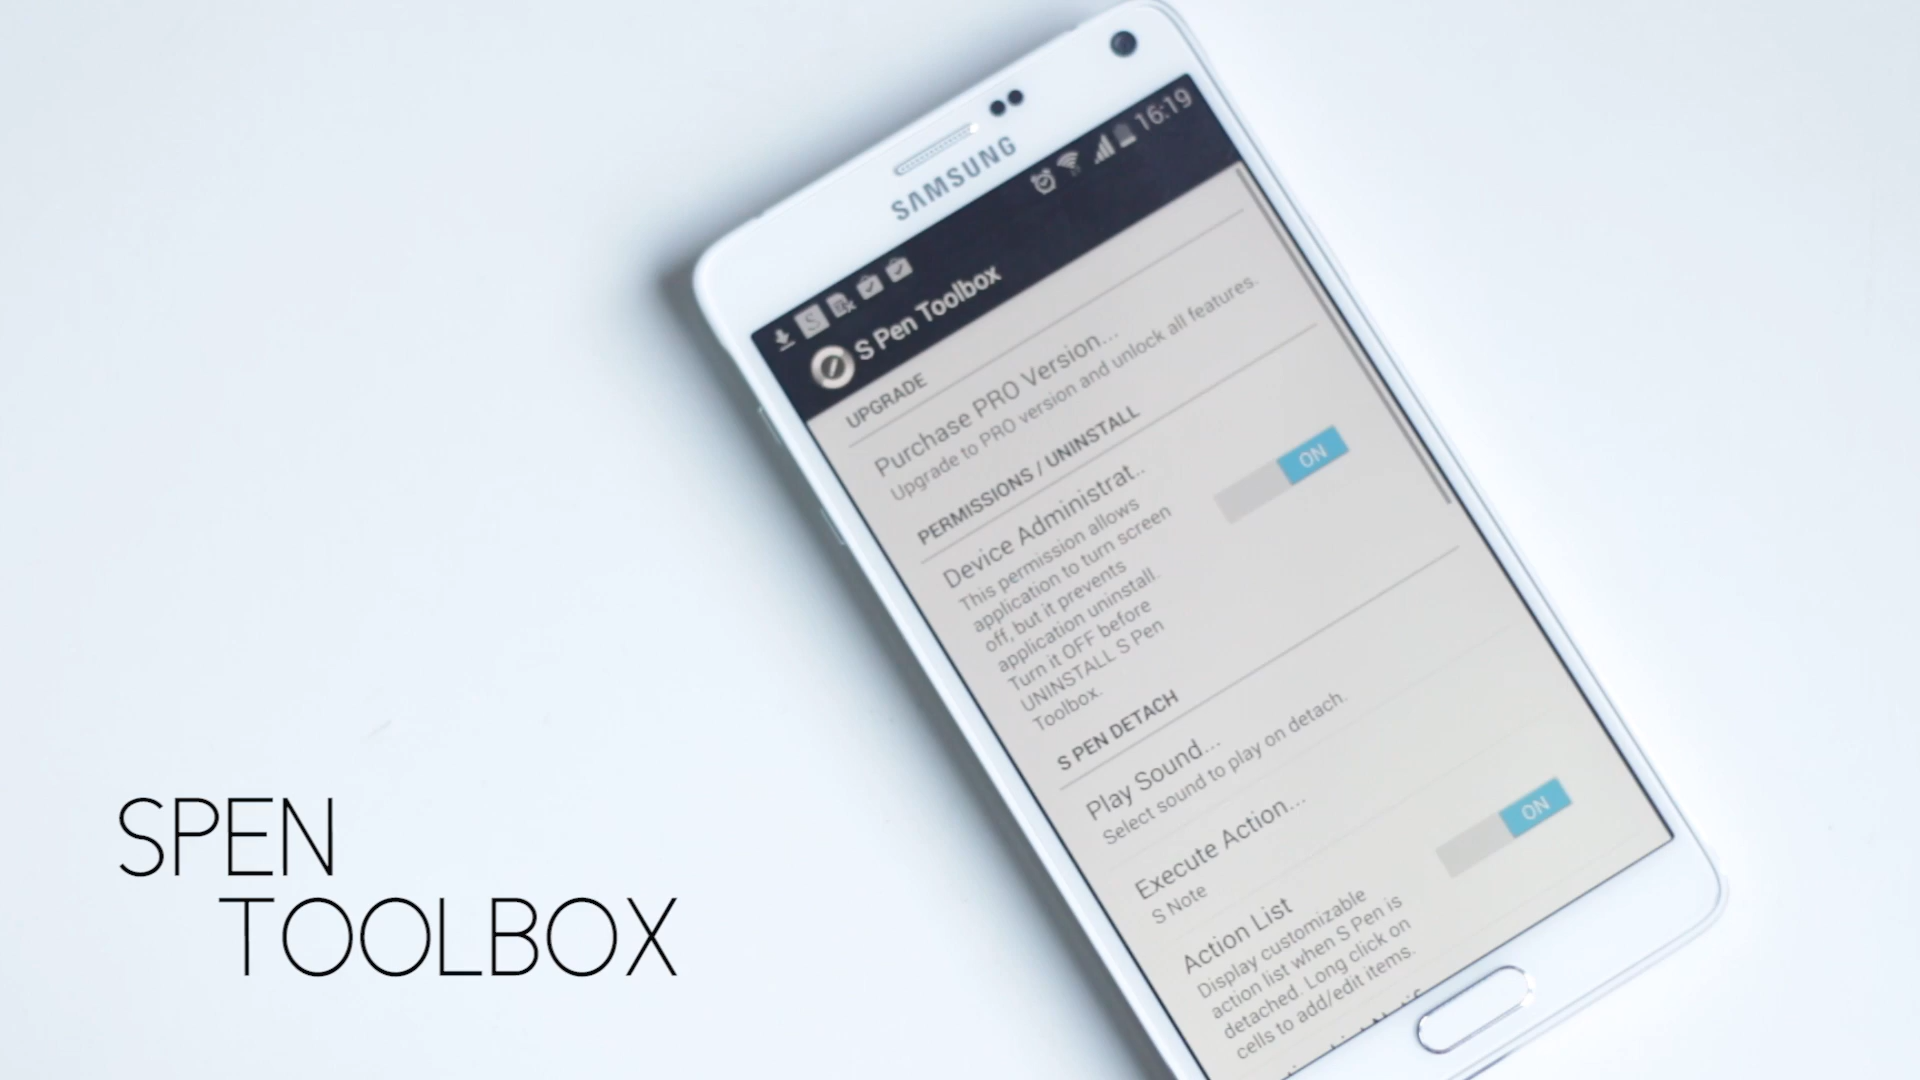 SAMSUNG
16:19
S Pen Toolbox
UPGRADE
Purchase PRO Version...
Upgrade to PRO version and unlock all features.
PERMISSIONS / UNINSTALL
Device Administrat..
ON
This permission allows
application to turn screen
off, but it prevents
application uninstall.
Turn it OFF before
UNINSTALL S Pen
Toolbox.
S PEN DETACH
Play Sound...
Select sound to play on detach.
Execute Action...
S Note
Action List
ON
Display customizable
action list when S Pen is
detached. Long click on
cells to add/edit items.
SPEN
TOOLBOX